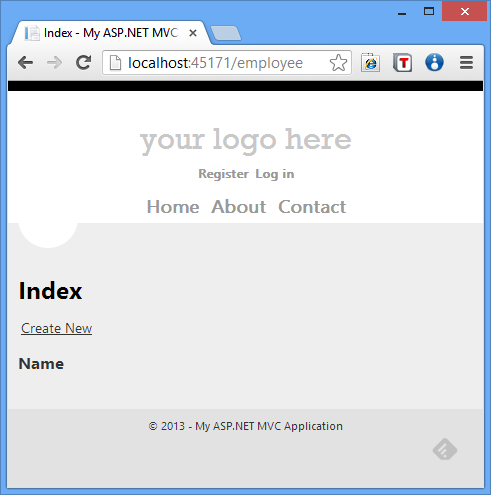 Index - My ASP.NET MVC
localhost:45171/employee
T
your logo here
Register Log in
Home About Contact
Index
Create New
Name
© 2013 - My ASP.NET MVC Application